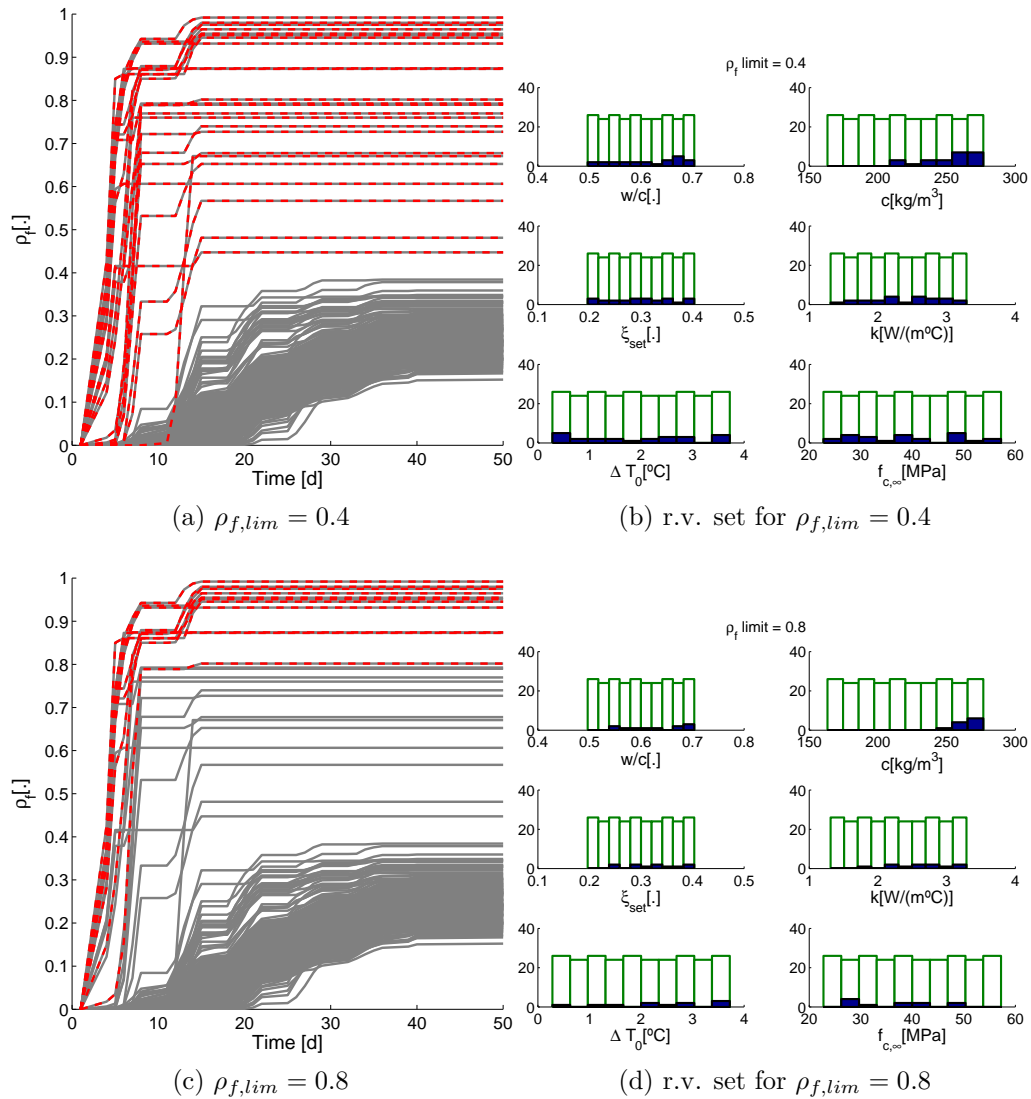 1
0.9
0.8
0.7
0.6
0.5
0.4
0.3
0.2
0.1
0
ρf[.]
0 10 20 30 40 50
Time [d]
(a) ρf,lim = 0.4
ρf limit = 0.4
40
20
0
0.4 0.5 0.6 0.7 0.8
w/c[.]
40
20
0
150 200 250 300
c[kg/m³]
40
20
0
0.1 0.2 0.3 0.4 0.5
ξset[.]
40
20
0
1 2 3 4
k[W/(mºC)]
40
20
0
0 1 2 3 4
Δ T0[ºC]
40
20
0
20 30 40 50 60
fc,∞[MPa]
(b) r.v. set for ρf,lim = 0.4
1
0.9
0.8
0.7
0.6
0.5
0.4
0.3
0.2
0.1
0
ρf[.]
0 10 20 30 40 50
Time [d]
(c) ρf,lim = 0.8
ρf limit = 0.8
40
20
0
0.4 0.5 0.6 0.7 0.8
w/c[.]
40
20
0
150 200 250 300
c[kg/m³]
40
20
0
0.1 0.2 0.3 0.4 0.5
ξset[.]
40
20
0
1 2 3 4
k[W/(mºC)]
40
20
0
0 1 2 3 4
Δ T0[ºC]
40
20
0
20 30 40 50 60
fc,∞[MPa]
(d) r.v. set for ρf,lim = 0.8